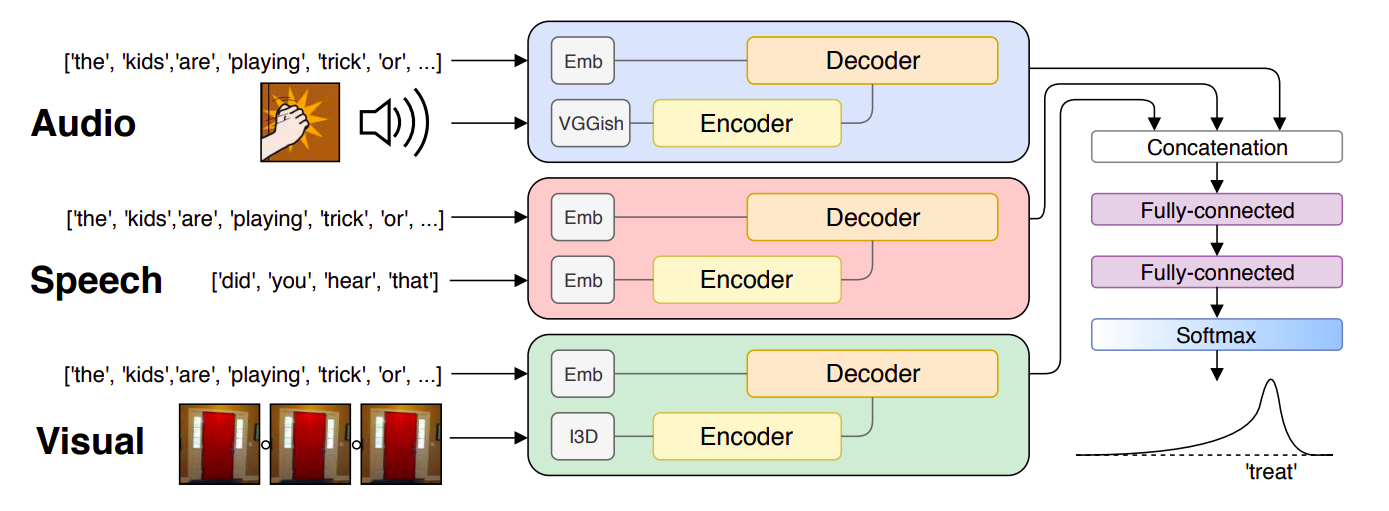 ['the', 'kids','are', 'playing', 'trick', 'or', ...]
Emb
Decoder
Audio
VGGish
Encoder
['the', 'kids','are', 'playing', 'trick', 'or', ...]
Emb
Decoder
Speech
['did', 'you', 'hear', 'that']
Emb
Encoder
['the', 'kids','are', 'playing', 'trick', 'or', ...]
Emb
Decoder
Visual
I3D
Encoder
Concatenation
Fully-connected
Fully-connected
Softmax
'treat'